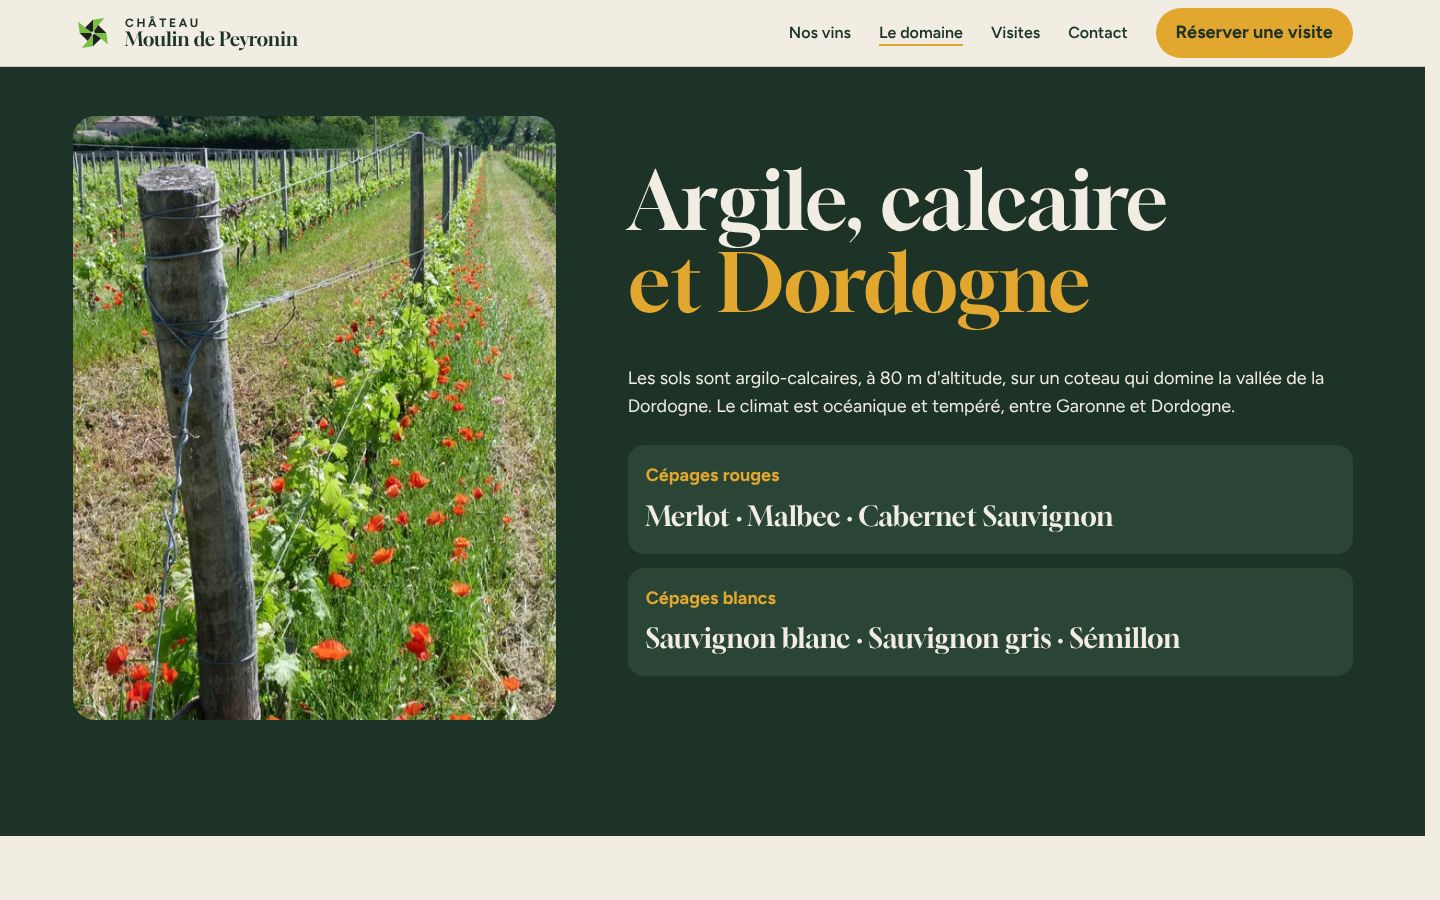 CHÂTEAU
Moulin de Peyronin
Nos vins
Le domaine
Visites
Contact
Réserver une visite
Argile, calcaire
et Dordogne
Les sols sont argilo-calcaires, à 80 m d'altitude, sur un coteau qui domine la vallée de la
Dordogne. Le climat est océanique et tempéré, entre Garonne et Dordogne.
Cépages rouges
Merlot · Malbec · Cabernet Sauvignon
Cépages blancs
Sauvignon blanc · Sauvignon gris · Sémillon